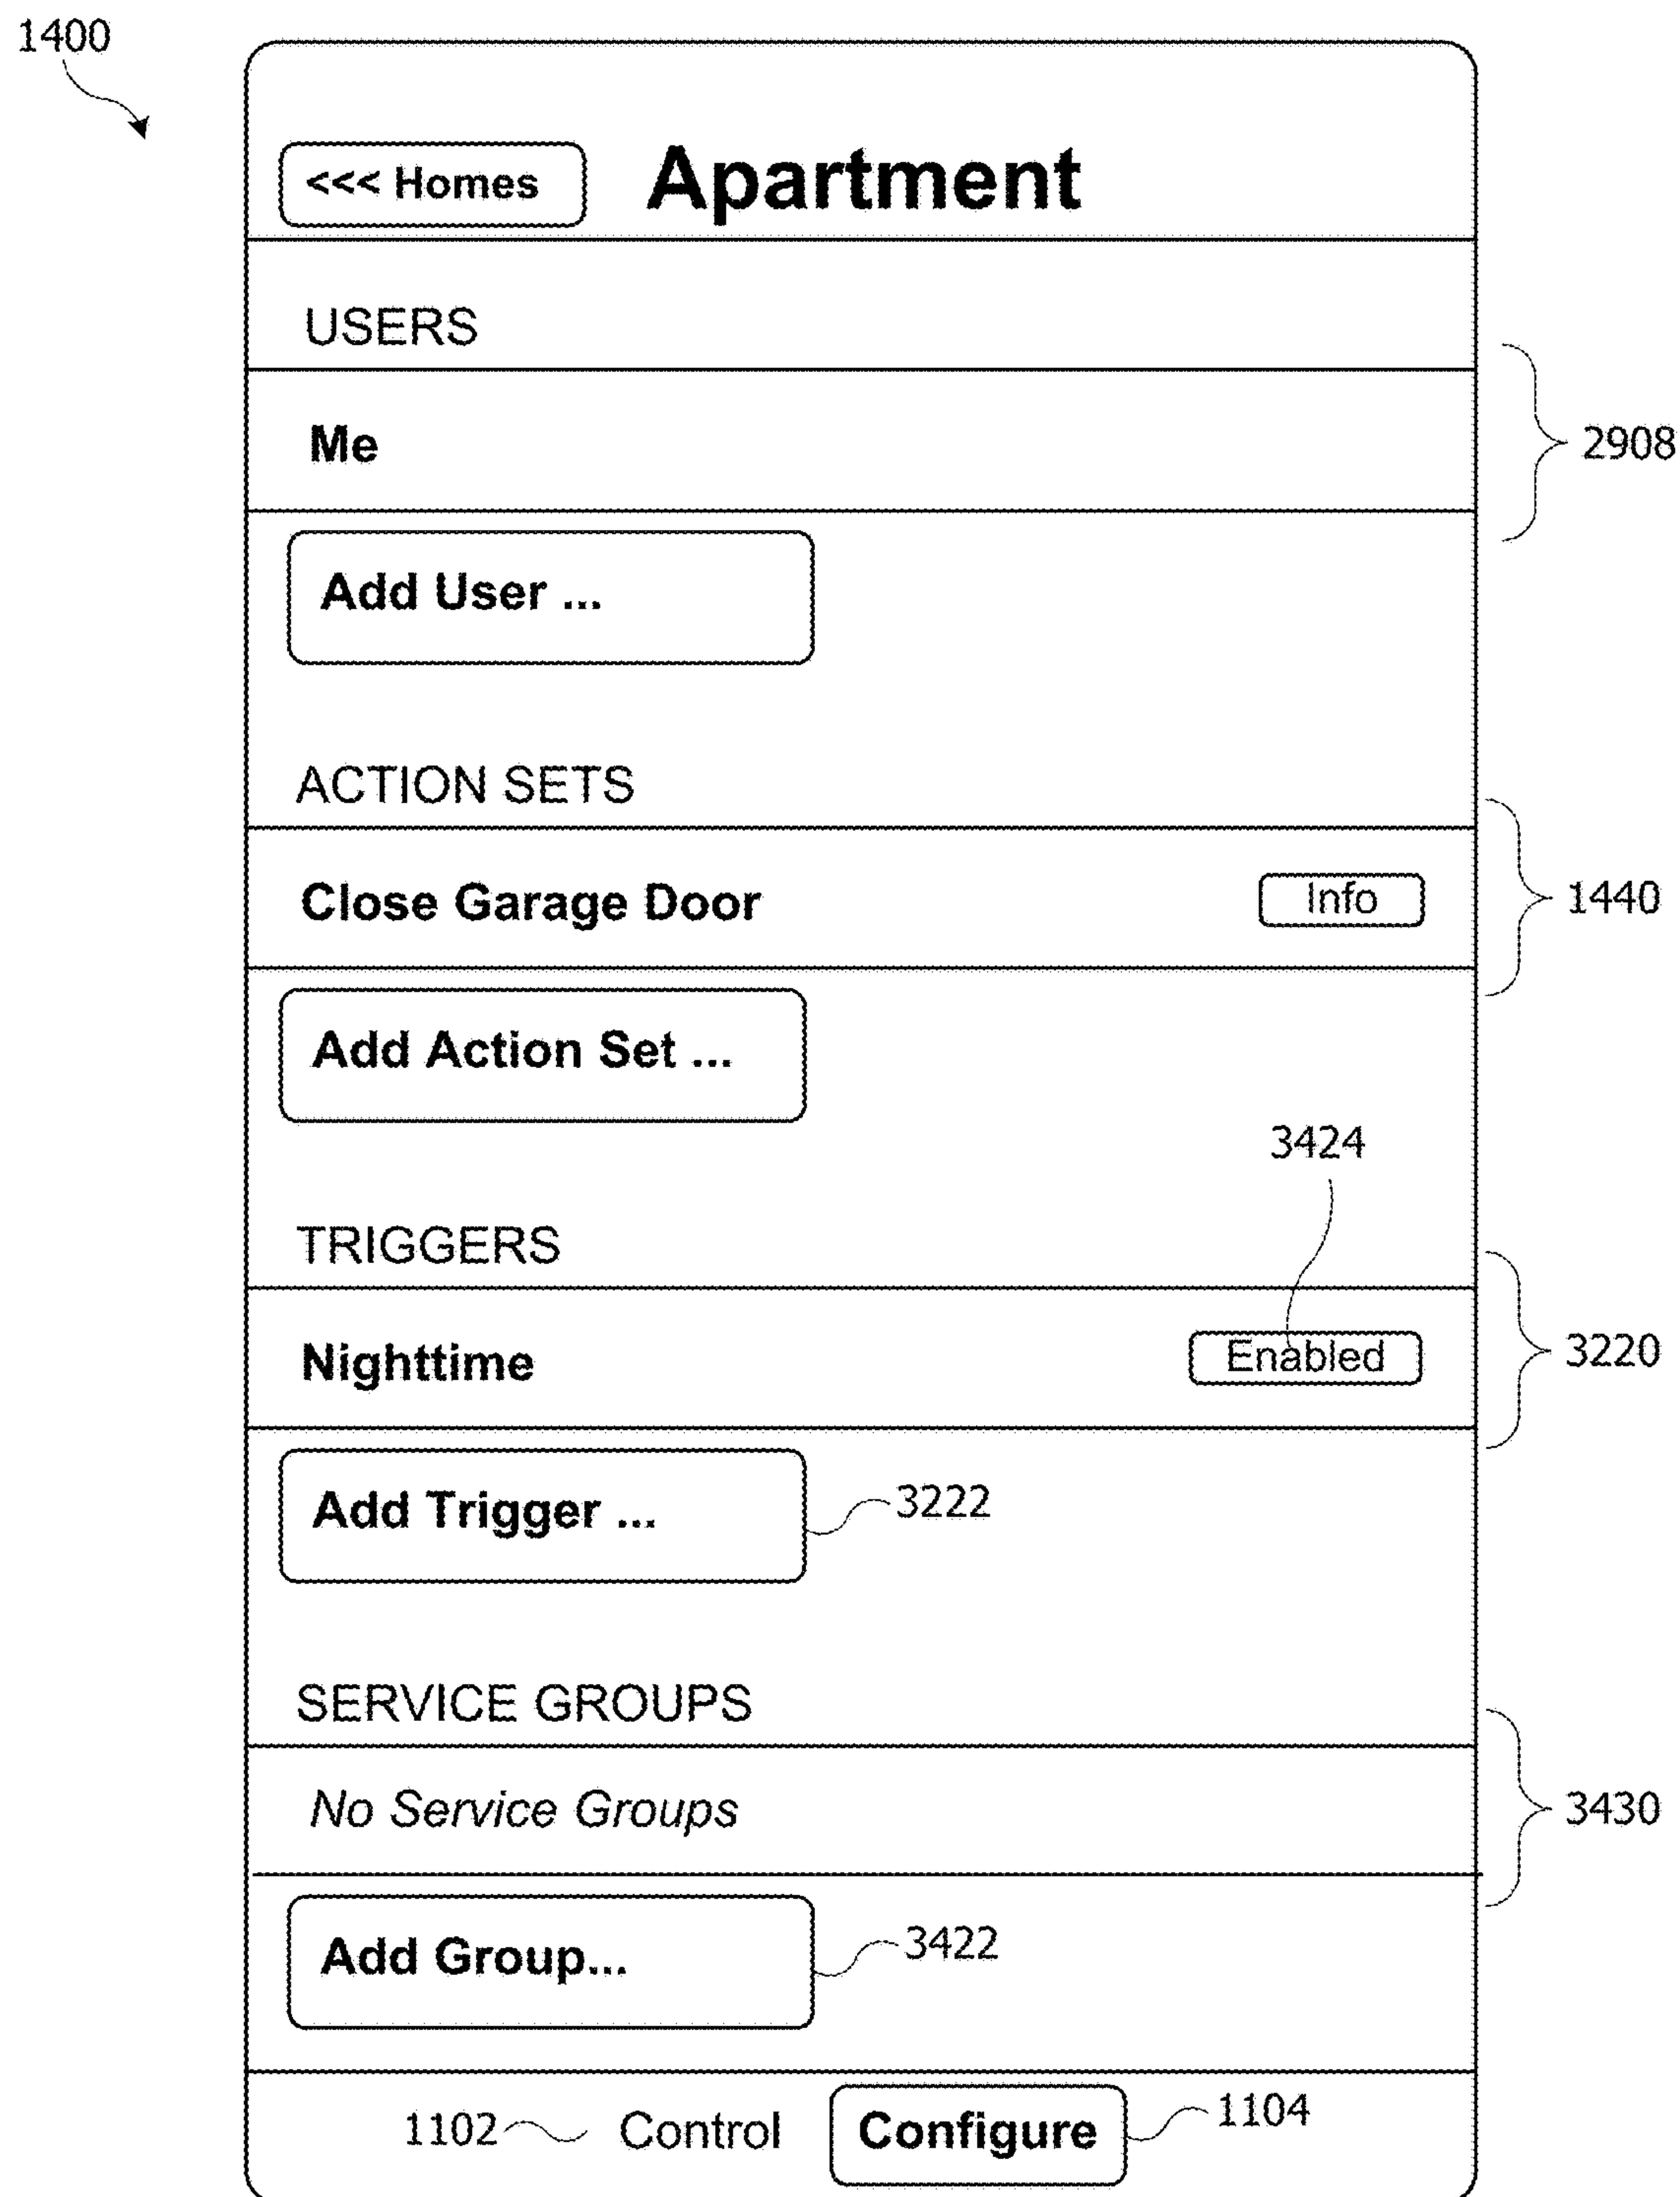 1400
<<< Homes
Apartment
USERS
Me
2908
Add User ...
ACTION SETS
Close Garage Door
Info
1440
Add Action Set ...
3424
TRIGGERS
Nighttime
Enabled
3220
Add Trigger ...
3222
SERVICE GROUPS
No Service Groups
3430
Add Group...
3422
1102
Control
Configure
1104